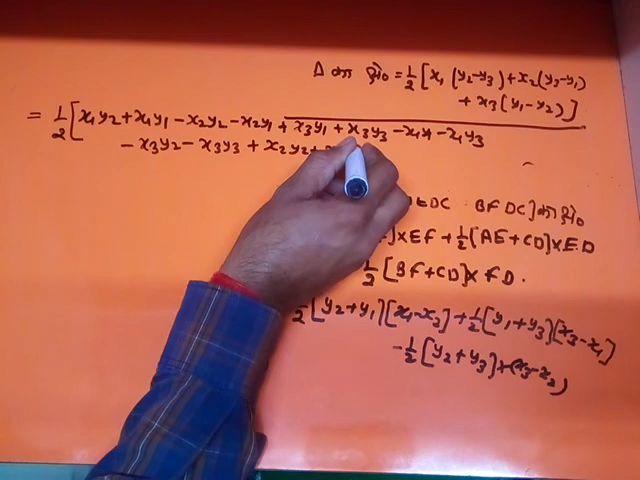 Δ का क्षे० = 1/2 [x1 (y2-y3) + x2 (y3-y1)
+ x3 (y1-y2)]
= 1/2 [x1y2 + x1y1 - x2y2 - x2y1 + x3y1 + x3y3 - x1y1 - x1y3
- x3y2 - x3y3 + x2y2 +
EDC BFDC] का क्षे०
] x EF + 1/2 (AE + CD] x ED
1/2 [BF + CD] x FD.
2 [y2 + y1] [x1 - x2] + 1/2 [y1 + y3] [x3 - x1]
- 1/2 [y2 + y3] x (x3 - x2)